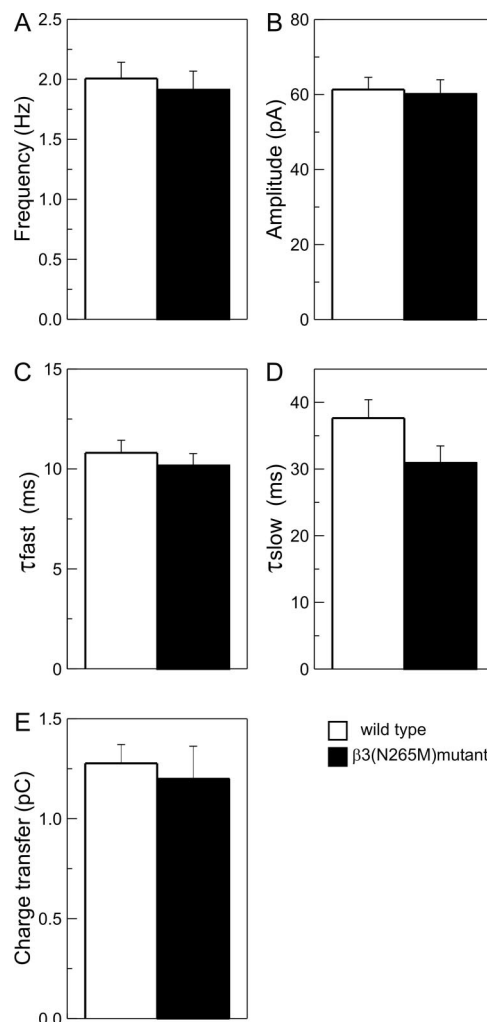 A
Frequency (Hz)
2.5
2.0
1.5
1.0
0.5
0.0
B
Amplitude (pA)
80
60
40
20
0
C
τfast (ms)
15
10
5
0
D
τslow (ms)
40
30
20
10
0
E
Charge transfer (pC)
1.5
1.0
0.5
0.0
wild type
β3(N265M)mutant